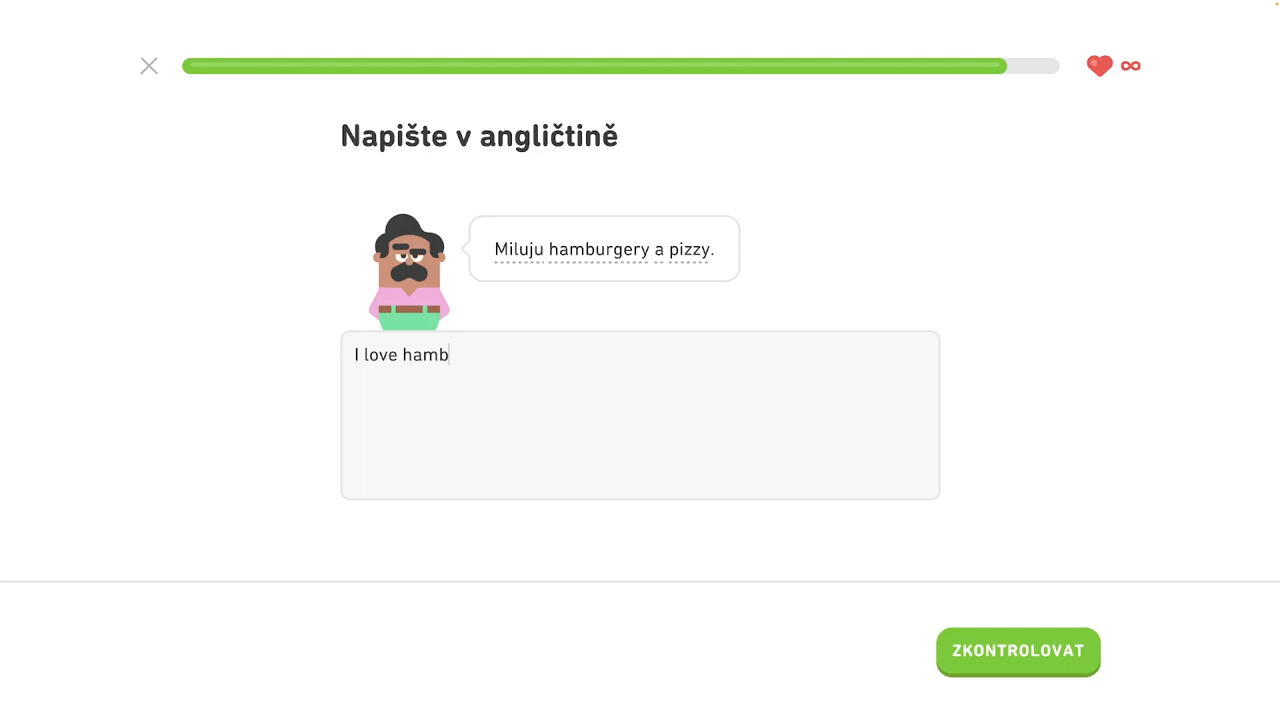 ∞
Napište v angličtině
Miluju hamburgery a pizzy.
I love hamb
ZKONTROLOVAT